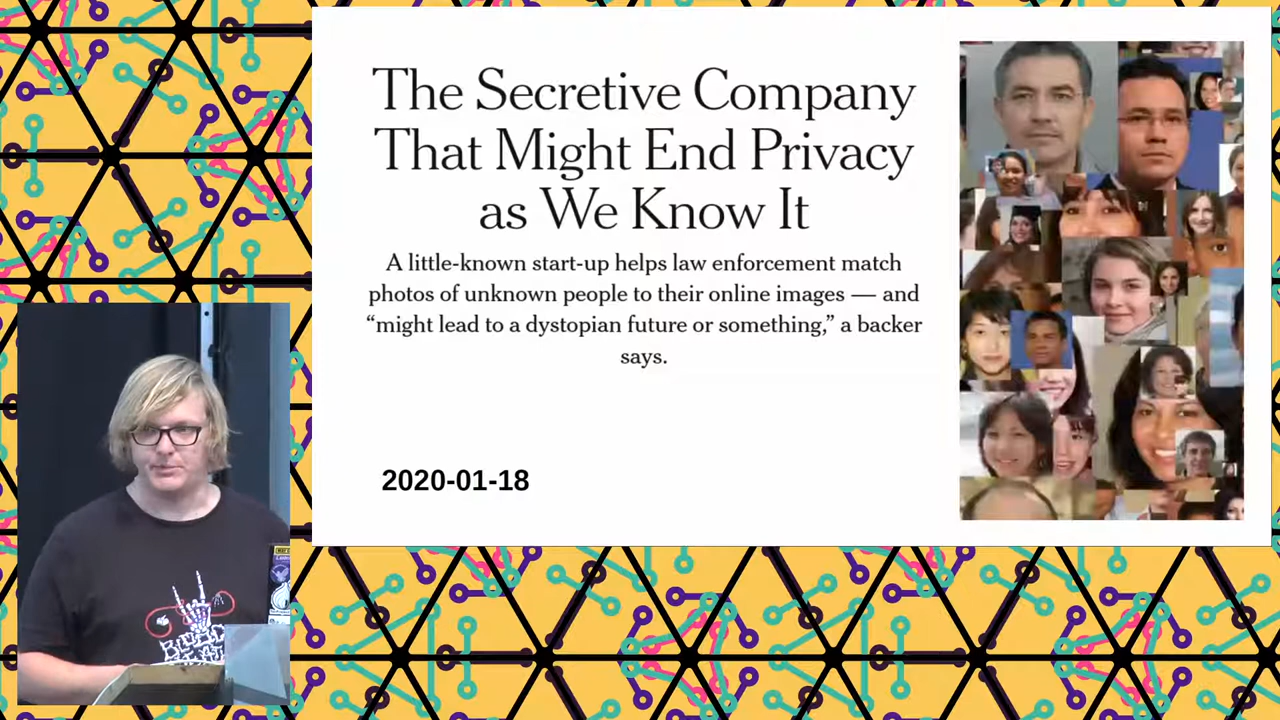 The Secretive Company
That Might End Privacy
as We Know It
A little-known start-up helps law enforcement match
photos of unknown people to their online images — and
“might lead to a dystopian future or something,” a backer
says.
2020-01-18